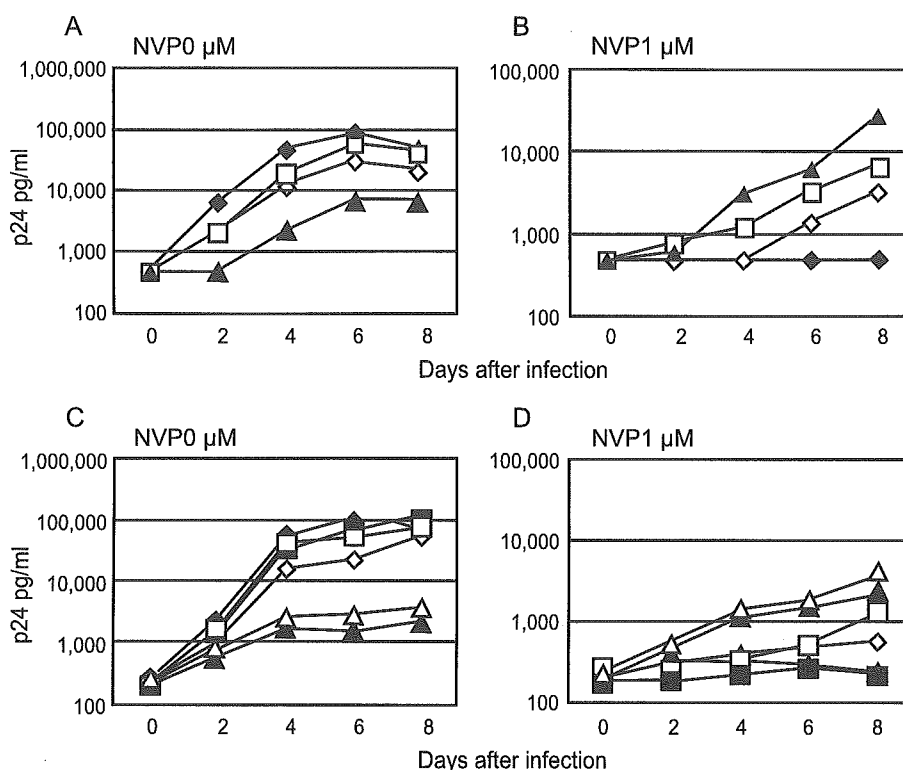 A
NVP0 µM
1,000,000
100,000
10,000
1,000
100
p24 pg/ml
0 2 4 6 8
B
NVP1 µM
100,000
10,000
1,000
100
0 2 4 6 8
Days after infection
C
NVP0 µM
1,000,000
100,000
10,000
1,000
100
p24 pg/ml
0 2 4 6 8
D
NVP1 µM
100,000
10,000
1,000
100
0 2 4 6 8
Days after infection